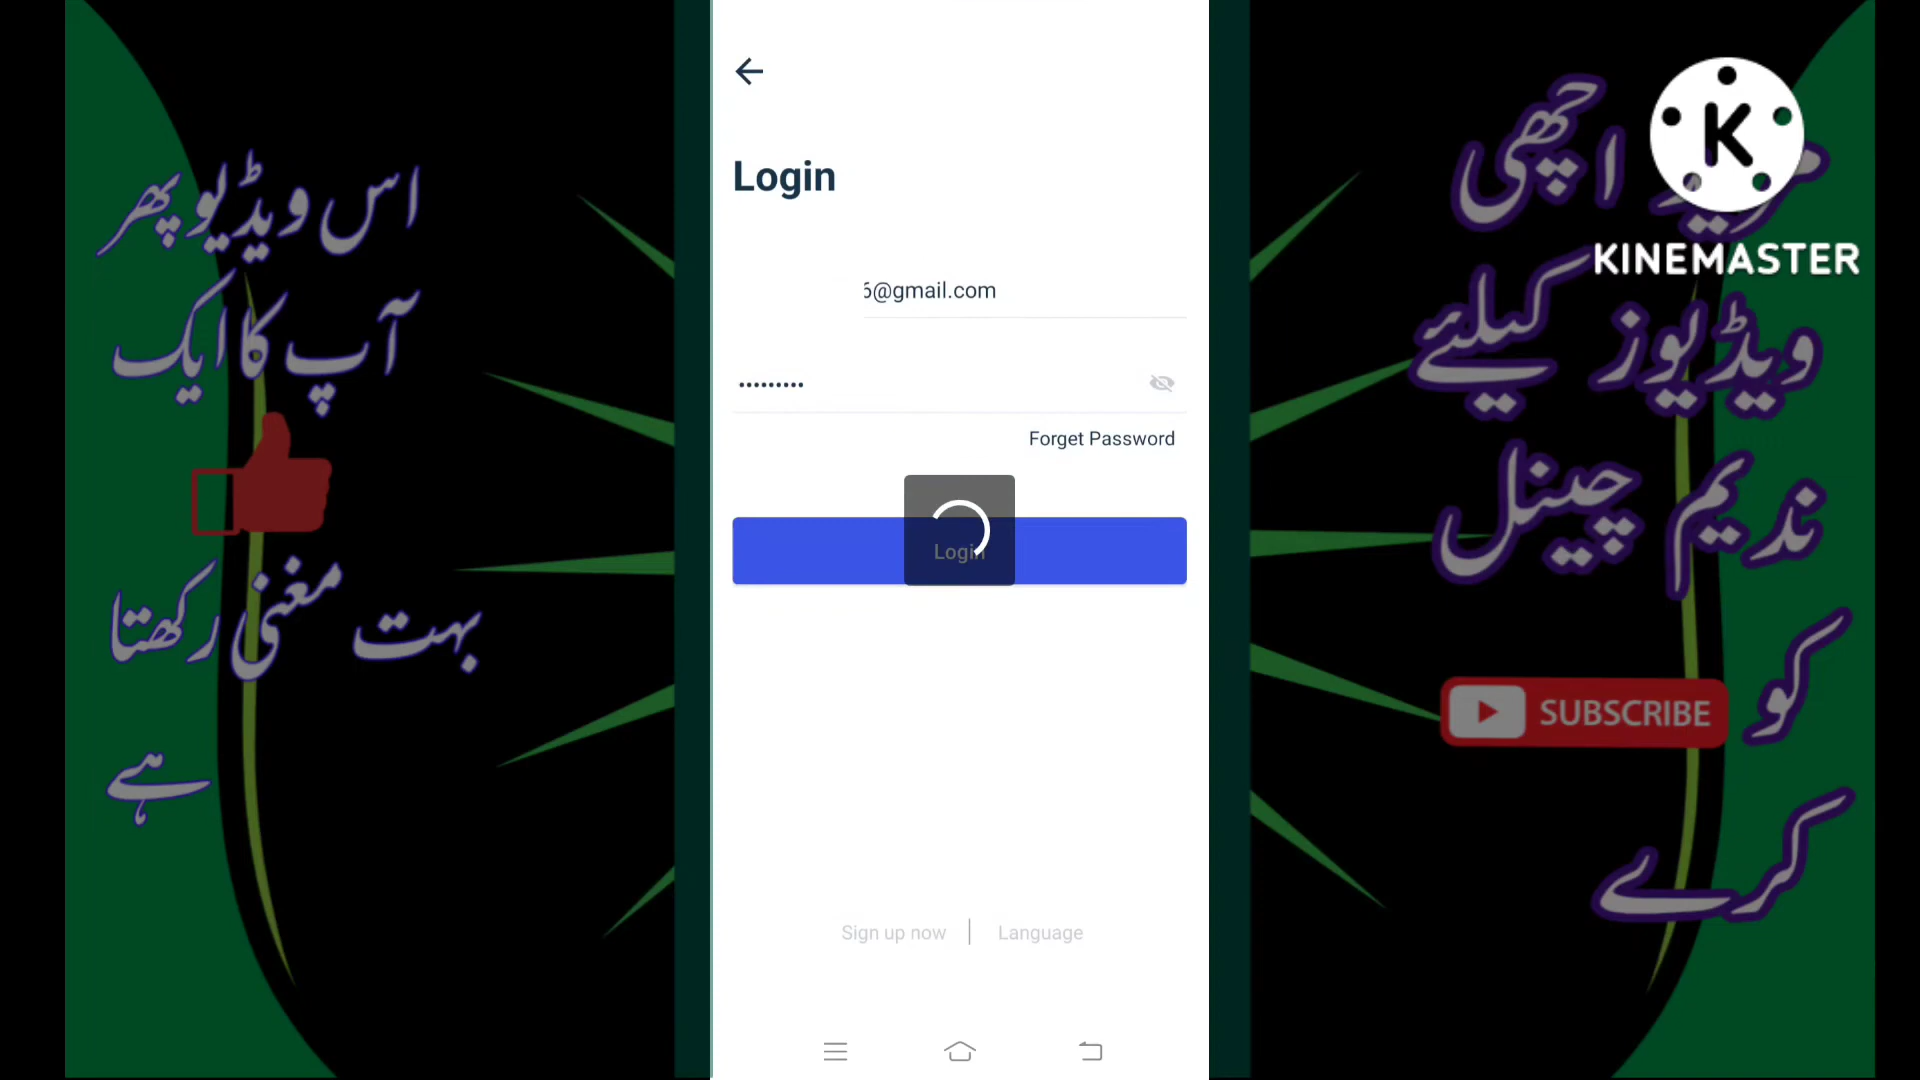 اس ویڈیو پھر
آپ کا ایک
بہت مغنی رکھتا
ہے
Login
6@gmail.com
•••••••••
Forget Password
Login
Sign up now | Language
K
KINEMASTER
اچھی
ویڈیوز کیلئے
ندیم چینل
کو
SUBSCRIBE
کرے